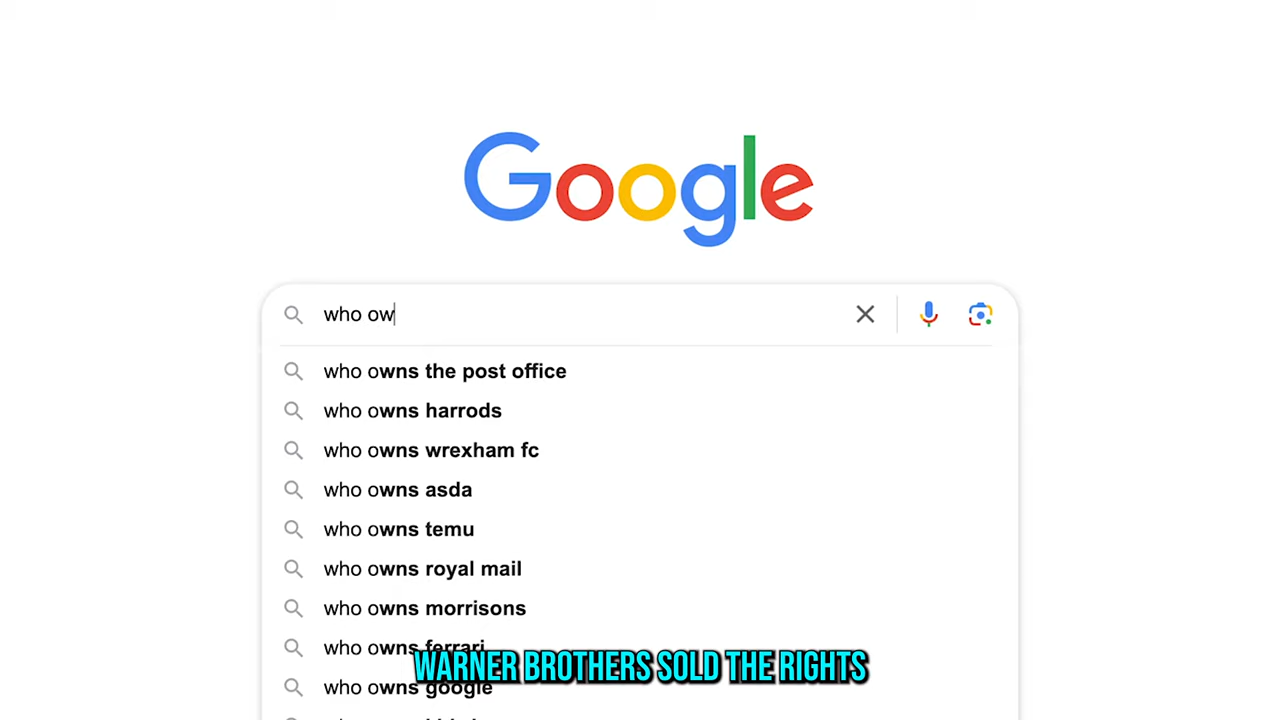 Google
who ow
who owns the post office
who owns harrods
who owns wrexham fc
who owns asda
who owns temu
who owns royal mail
who owns morrisons
who owns ferrari
WARNER BROTHERS SOLD THE RIGHTS
who owns google